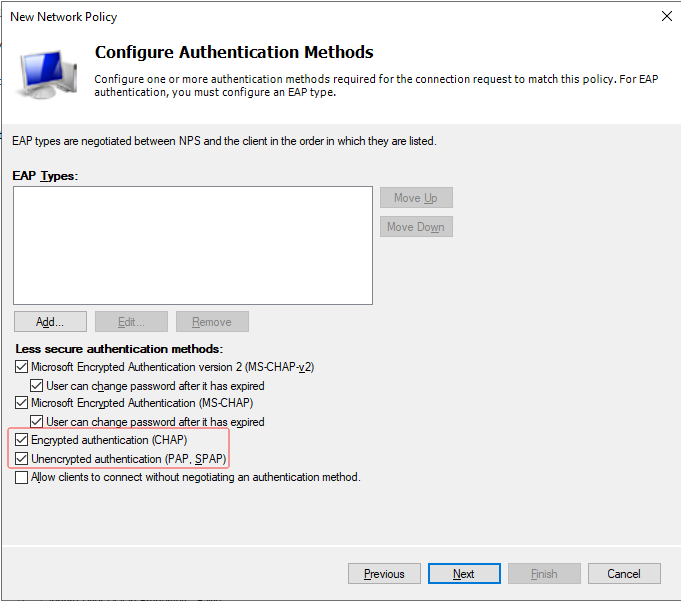 New Network Policy
Configure Authentication Methods
Configure one or more authentication methods required for the connection request to match this policy. For EAP
authentication, you must configure an EAP type.
EAP types are negotiated between NPS and the client in the order in which they are listed.
EAP Types:
Move Up
Move Down
Add...
Edit...
Remove
Less secure authentication methods:
Microsoft Encrypted Authentication version 2 (MS-CHAP-v2)
User can change password after it has expired
Microsoft Encrypted Authentication (MS-CHAP)
User can change password after it has expired
Encrypted authentication (CHAP)
Unencrypted authentication (PAP, SPAP)
Allow clients to connect without negotiating an authentication method.
Previous
Next
Finish
Cancel